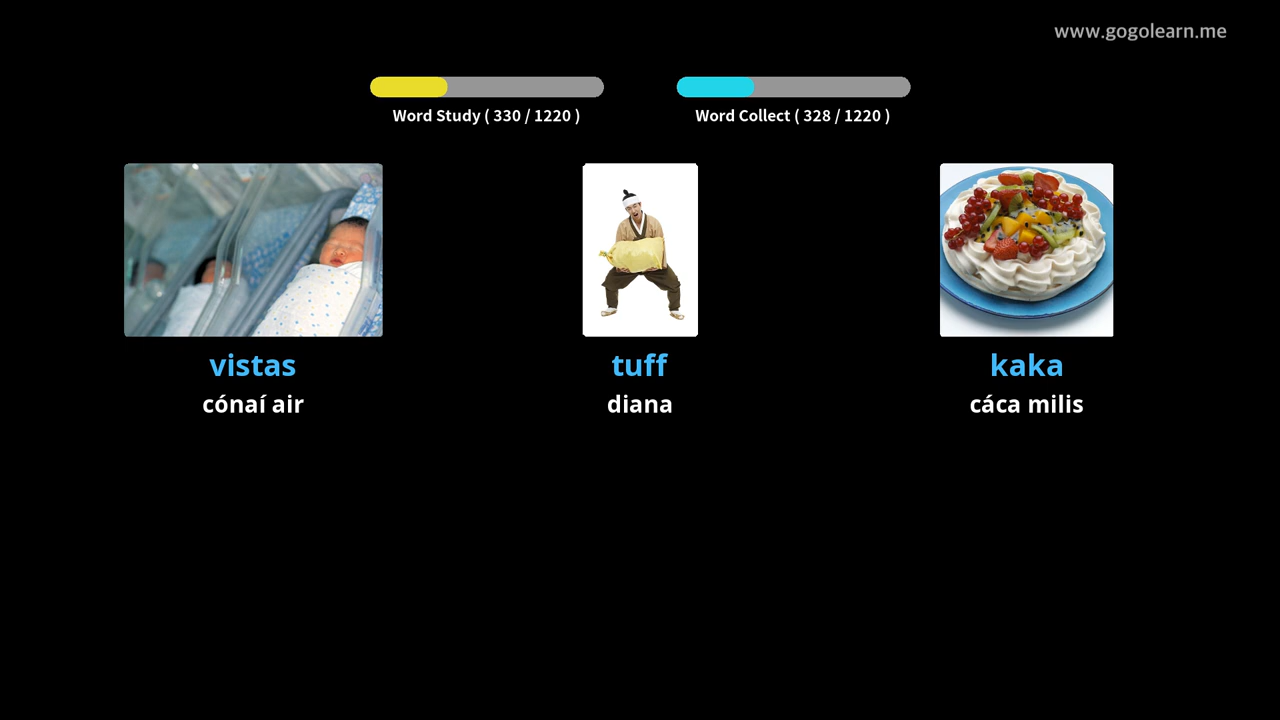 www.gogolearn.me
Word Study ( 330 / 1220 )
Word Collect ( 328 / 1220 )
vistas
cónaí air
tuff
diana
kaka
cáca milis